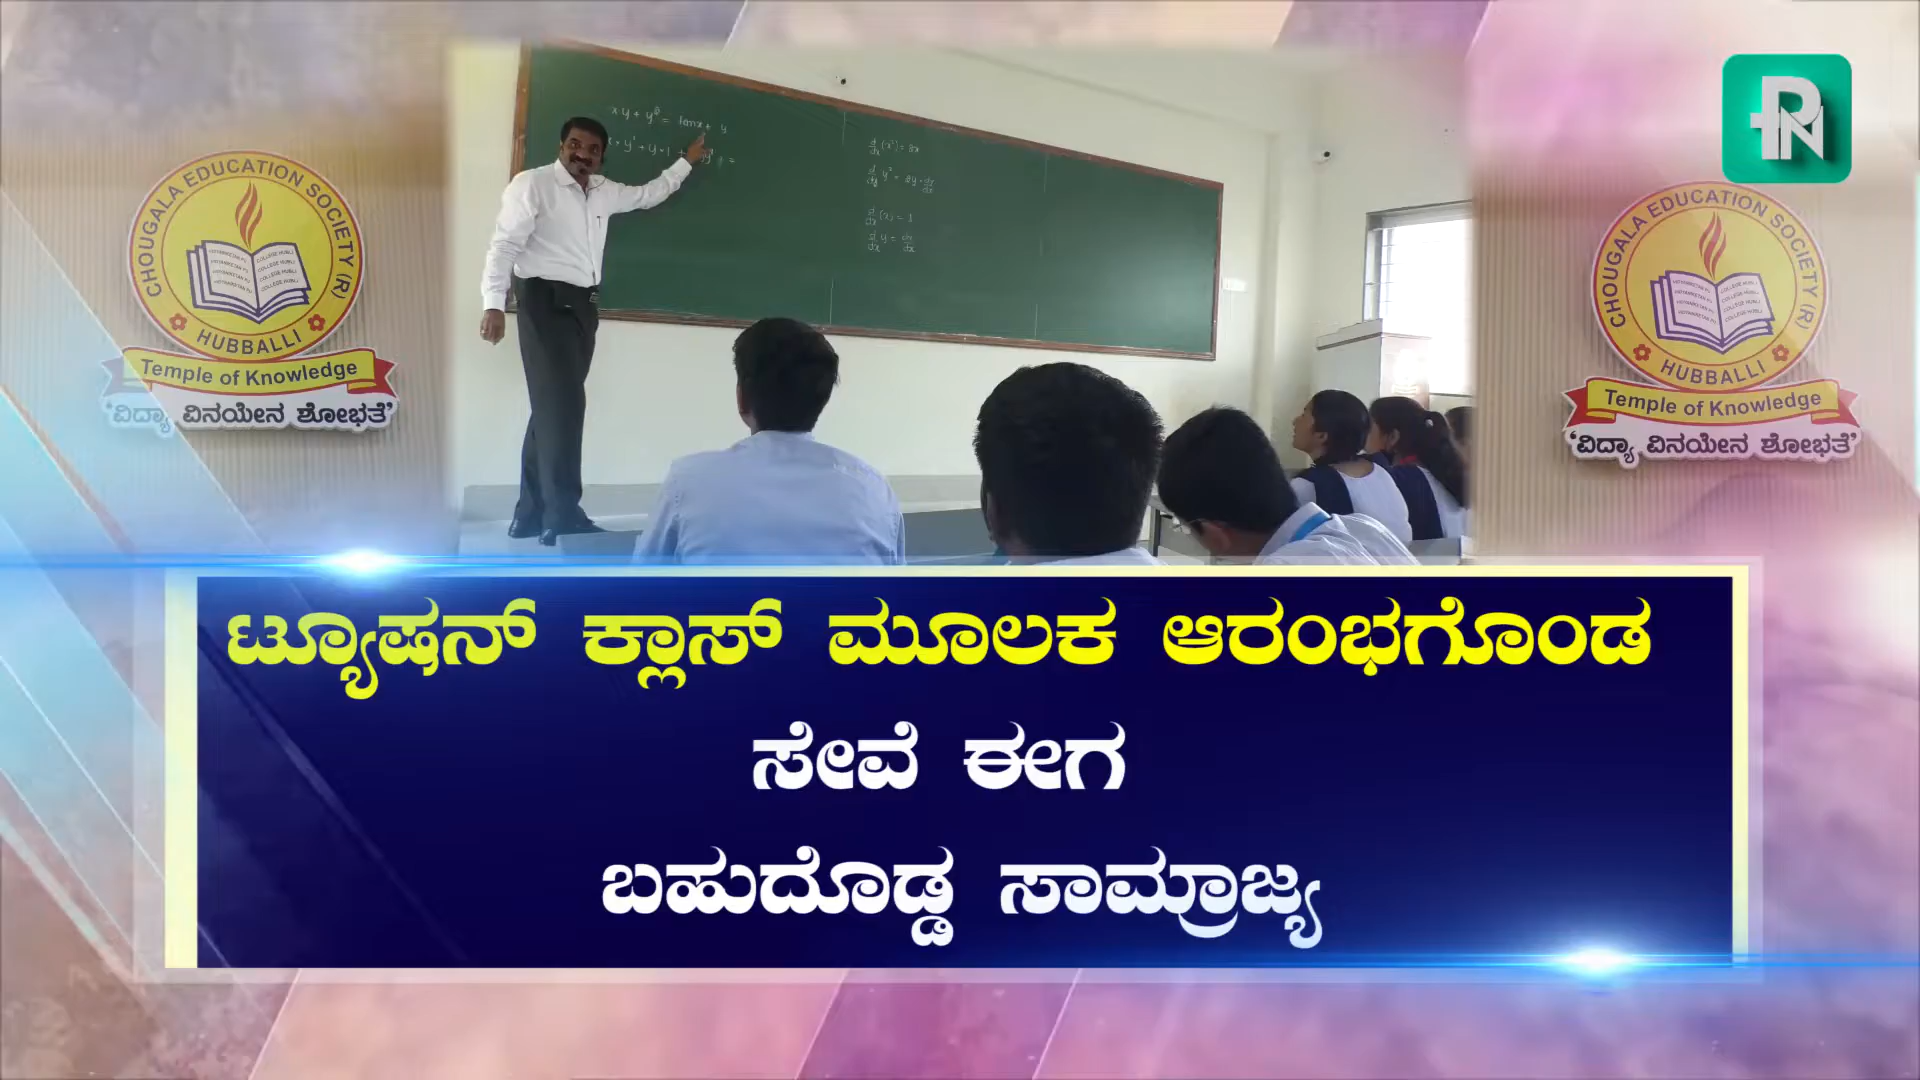 PN
CHOUGALA EDUCATION SOCIETY (R)
HUBBALLI
Temple of Knowledge
'ವಿದ್ಯಾ ವಿನಯೇನ ಶೋಭತೆ'
CHOUGALA EDUCATION SOCIETY (R)
HUBBALLI
Temple of Knowledge
'ವಿದ್ಯಾ ವಿನಯೇನ ಶೋಭತೆ'
ಟ್ಯೂಷನ್ ಕ್ಲಾಸ್ ಮೂಲಕ ಆರಂಭಗೊಂಡ
ಸೇವೆ ಈಗ
ಬಹುದೊಡ್ಡ ಸಾಮ್ರಾಜ್ಯ